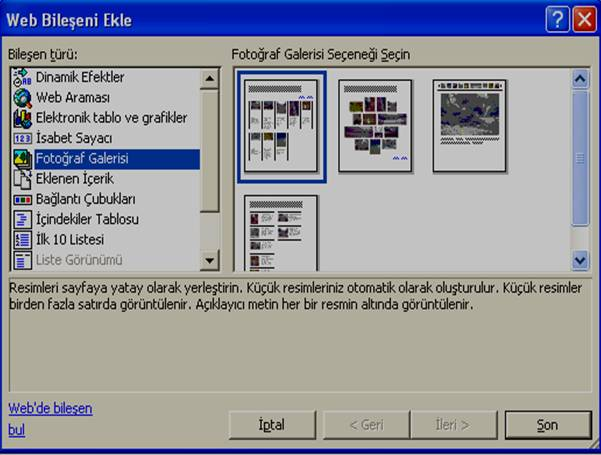 Web Bileşeni Ekle
Bileşen türü:
Dinamik Efektler
Web Araması
Elektronik tablo ve grafikler
İsabet Sayacı
Fotoğraf Galerisi
Eklenen İçerik
Bağlantı Çubukları
İçindekiler Tablosu
İlk 10 Listesi
Liste Görünümü
Fotoğraf Galerisi Seçeneği Seçin
Resimleri sayfaya yatay olarak yerleştirin. Küçük resimleriniz otomatik olarak oluşturulur. Küçük resimler
birden fazla satırda görüntülenir. Açıklayıcı metin her bir resmin altında görüntülenir.
Web'de bileşen
bul
İptal
< Geri
İleri >
Son